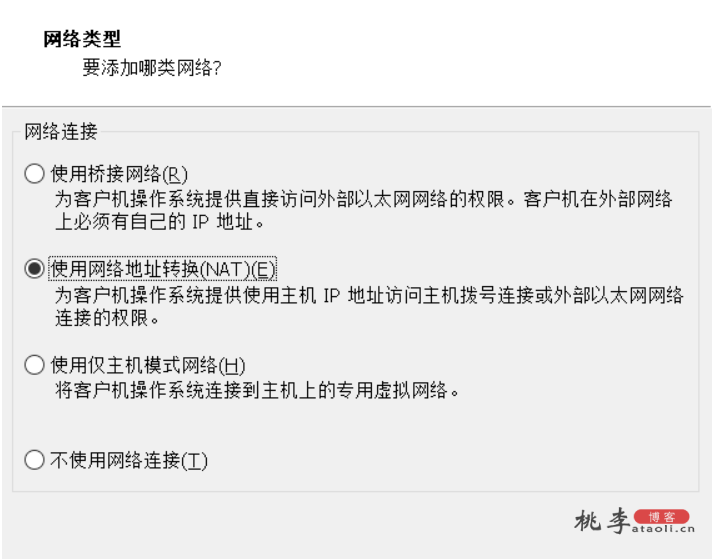 网络类型
要添加哪类网络?
网络连接
使用桥接网络(R)
为客户机操作系统提供直接访问外部以太网网络的权限。客户机在外部网络
上必须有自己的 IP 地址。
使用网络地址转换(NAT)(E)
为客户机操作系统提供使用主机 IP 地址访问主机拨号连接或外部以太网网络
连接的权限。
使用仅主机模式网络(H)
将客户机操作系统连接到主机上的专用虚拟网络。
不使用网络连接(T)
桃李 博客
ataoli.cn